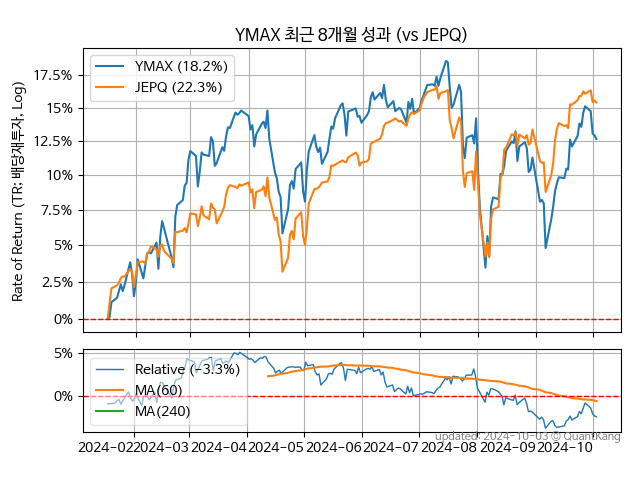 YMAX 최근 8개월 성과 (vs JEPQ)
Rate of Return (TR: 배당재투자, Log)
17.5%
15%
12.5%
10%
7.5%
5%
2.5%
0%
YMAX (18.2%)
JEPQ (22.3%)
5%
0%
Relative (−3.3%)
MA(60)
MA(240)
2024-02
2024-03
2024-04
2024-05
2024-06
2024-07
2024-08
2024-09
2024-10
updated: 2024-10-03 © QuantKang